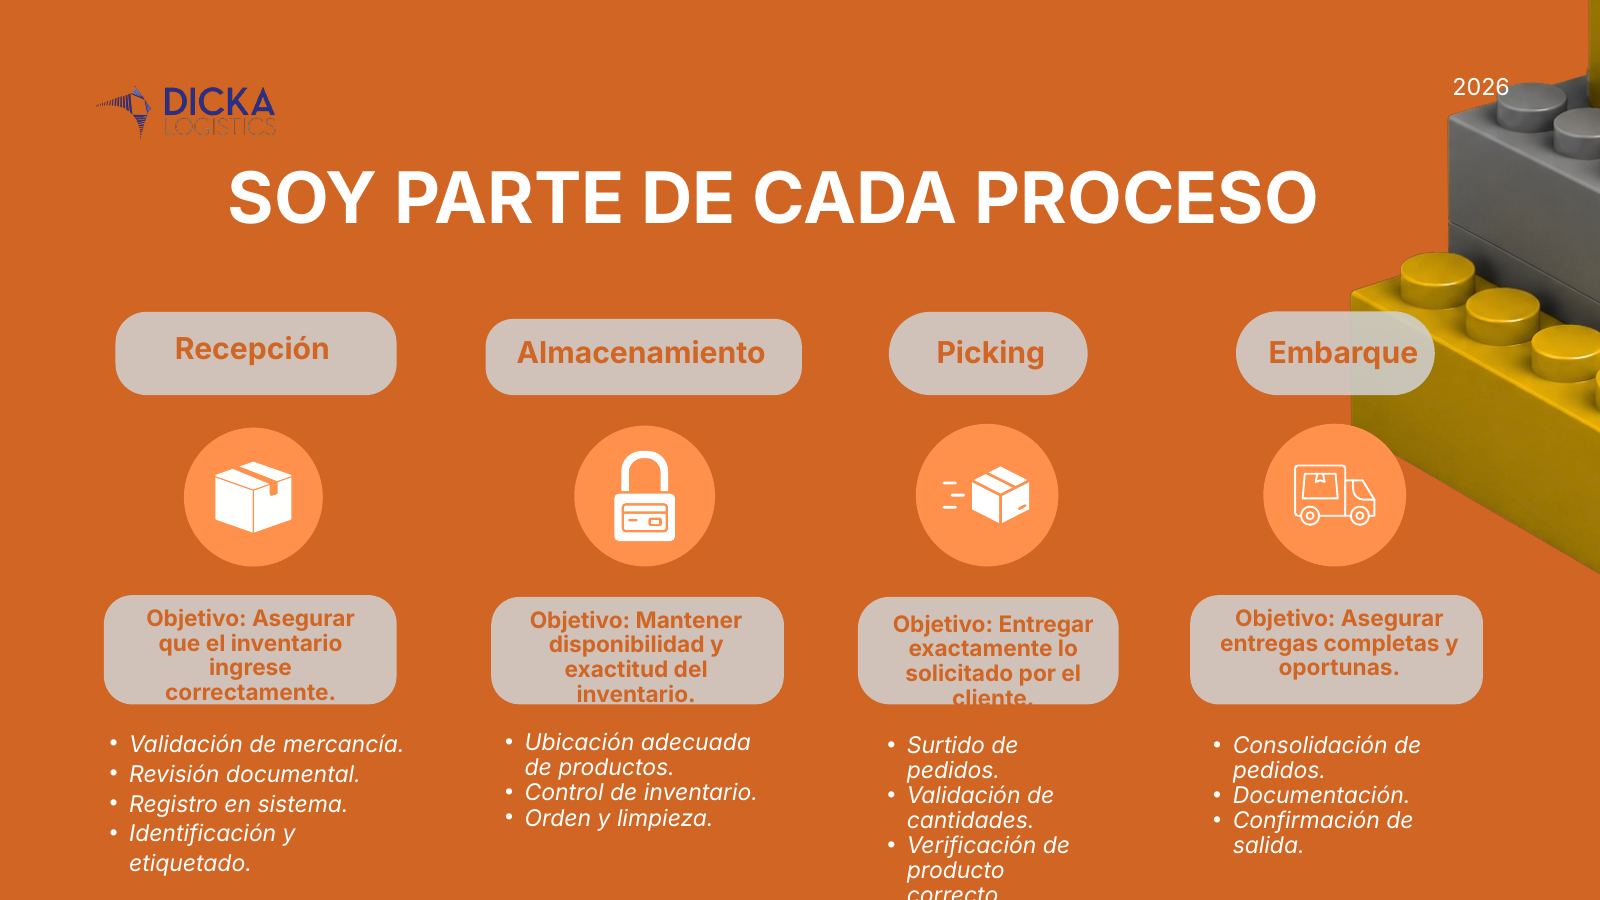 DICKA
LOGISTICS
2026
SOY PARTE DE CADA PROCESO
Recepción
Almacenamiento
Picking
Embarque
Objetivo: Asegurar
que el inventario
ingrese
correctamente.
Objetivo: Mantener
disponibilidad y
exactitud del
inventario.
Objetivo: Entregar
exactamente lo
solicitado por el
cliente.
Objetivo: Asegurar
entregas completas y
oportunas.
• Validación de mercancía.
• Revisión documental.
• Registro en sistema.
• Identificación y
etiquetado.
• Ubicación adecuada
de productos.
• Control de inventario.
• Orden y limpieza.
• Surtido de
pedidos.
• Validación de
cantidades.
• Verificación de
producto
correcto
• Consolidación de
pedidos.
• Documentación.
• Confirmación de
salida.